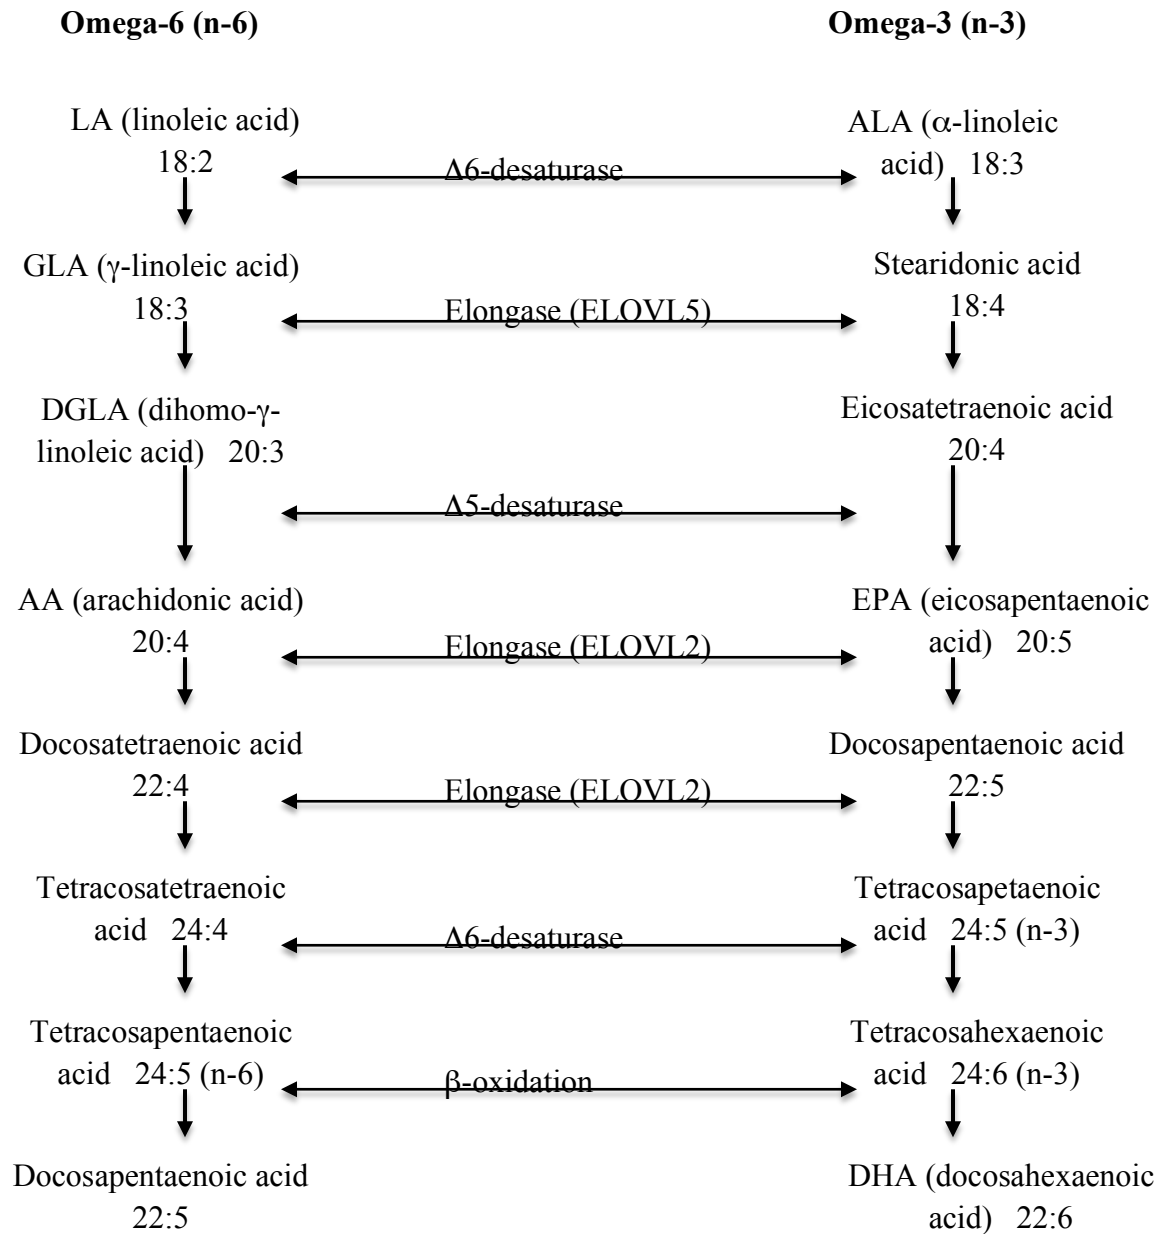 Omega-6 (n-6)
Omega-3 (n-3)
LA (linoleic acid)
18:2
Δ6-desaturase
ALA (α-linoleic
acid) 18:3
GLA (γ-linoleic acid)
18:3
Elongase (ELOVL5)
Stearidonic acid
18:4
DGLA (dihomo-γ-
linoleic acid) 20:3
Δ5-desaturase
Eicosatetraenoic acid
20:4
AA (arachidonic acid)
20:4
Elongase (ELOVL2)
EPA (eicosapentaenoic
acid) 20:5
Docosatetraenoic acid
22:4
Elongase (ELOVL2)
Docosapentaenoic acid
22:5
Tetracosatetraenoic
acid 24:4
Δ6-desaturase
Tetracosapetaenoic
acid 24:5 (n-3)
Tetracosapentaenoic
acid 24:5 (n-6)
β-oxidation
Tetracosahexaenoic
acid 24:6 (n-3)
Docosapentaenoic acid
22:5
DHA (docosahexaenoic
acid) 22:6